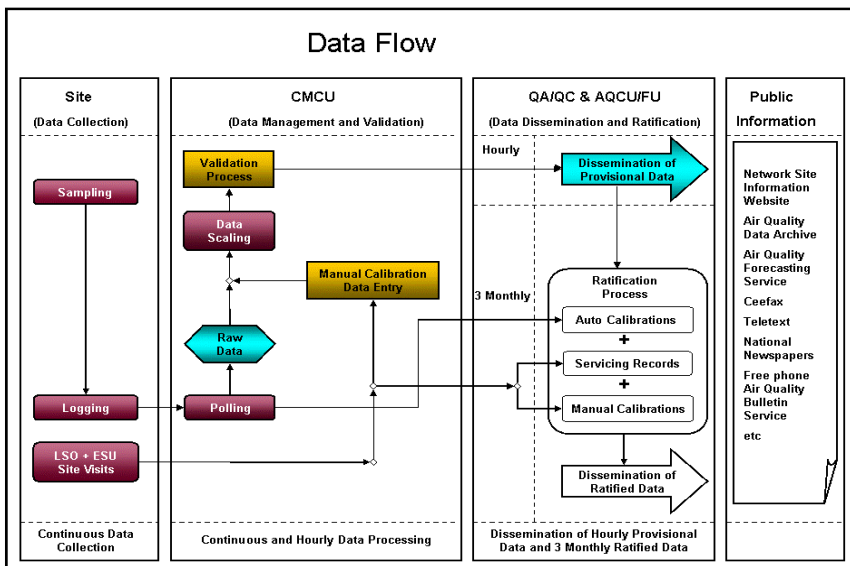 Data Flow
Site
(Data Collection)
Sampling
Logging
LSO + ESU
Site Visits
Continuous Data
Collection
CMCU
(Data Management and Validation)
Validation
Process
Data
Scaling
Manual Calibration
Data Entry
Raw
Data
Polling
Continuous and Hourly Data Processing
QA/QC & AQCU/FU
(Data Dissemination and Ratification)
Hourly
Dissemination of
Provisional Data
3 Monthly
Ratification
Process
Auto Calibrations
+
Servicing Records
+
Manual Calibrations
Dissemination of
Ratified Data
Dissemination of Hourly Provisional
Data and 3 Monthly Ratified Data
Public
Information
Network Site
Information
Website
Air Quality
Data Archive
Air Quality
Forecasting
Service
Ceefax
Teletext
National
Newspapers
Free phone
Air Quality
Bulletin
Service
etc